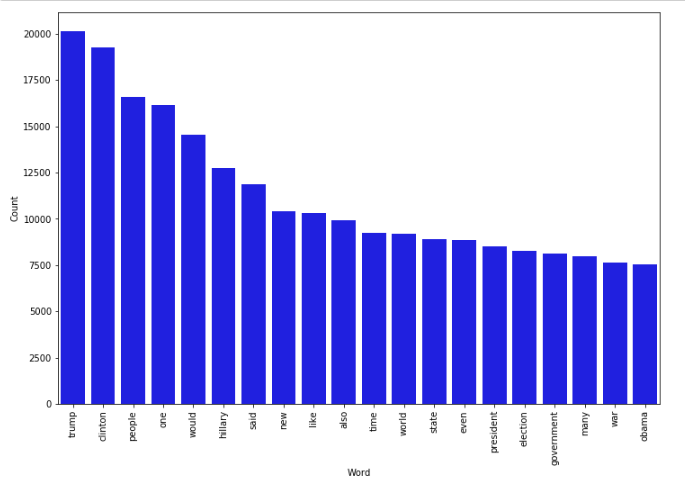 20000
17500
15000
12500
10000
7500
5000
2500
0
Count
trump
clinton
people
one
would
hillary
said
new
like
also
time
world
state
even
president
election
government
many
war
obama
Word